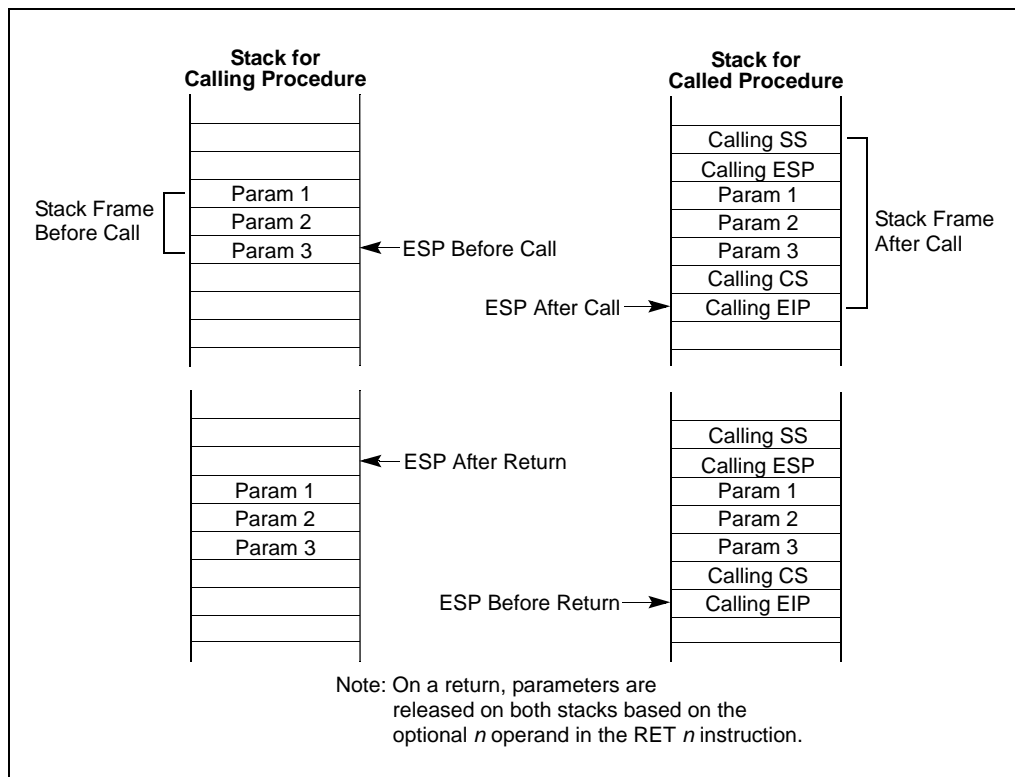 Stack for
Calling Procedure
Stack for
Called Procedure
Stack Frame
Before Call
Param 1
Param 2
Param 3
ESP Before Call
ESP After Call
Calling SS
Calling ESP
Param 1
Param 2
Param 3
Calling CS
Calling EIP
Stack Frame
After Call
ESP After Return
Param 1
Param 2
Param 3
ESP Before Return
Calling SS
Calling ESP
Param 1
Param 2
Param 3
Calling CS
Calling EIP
Note: On a return, parameters are
released on both stacks based on the
optional n operand in the RET n instruction.